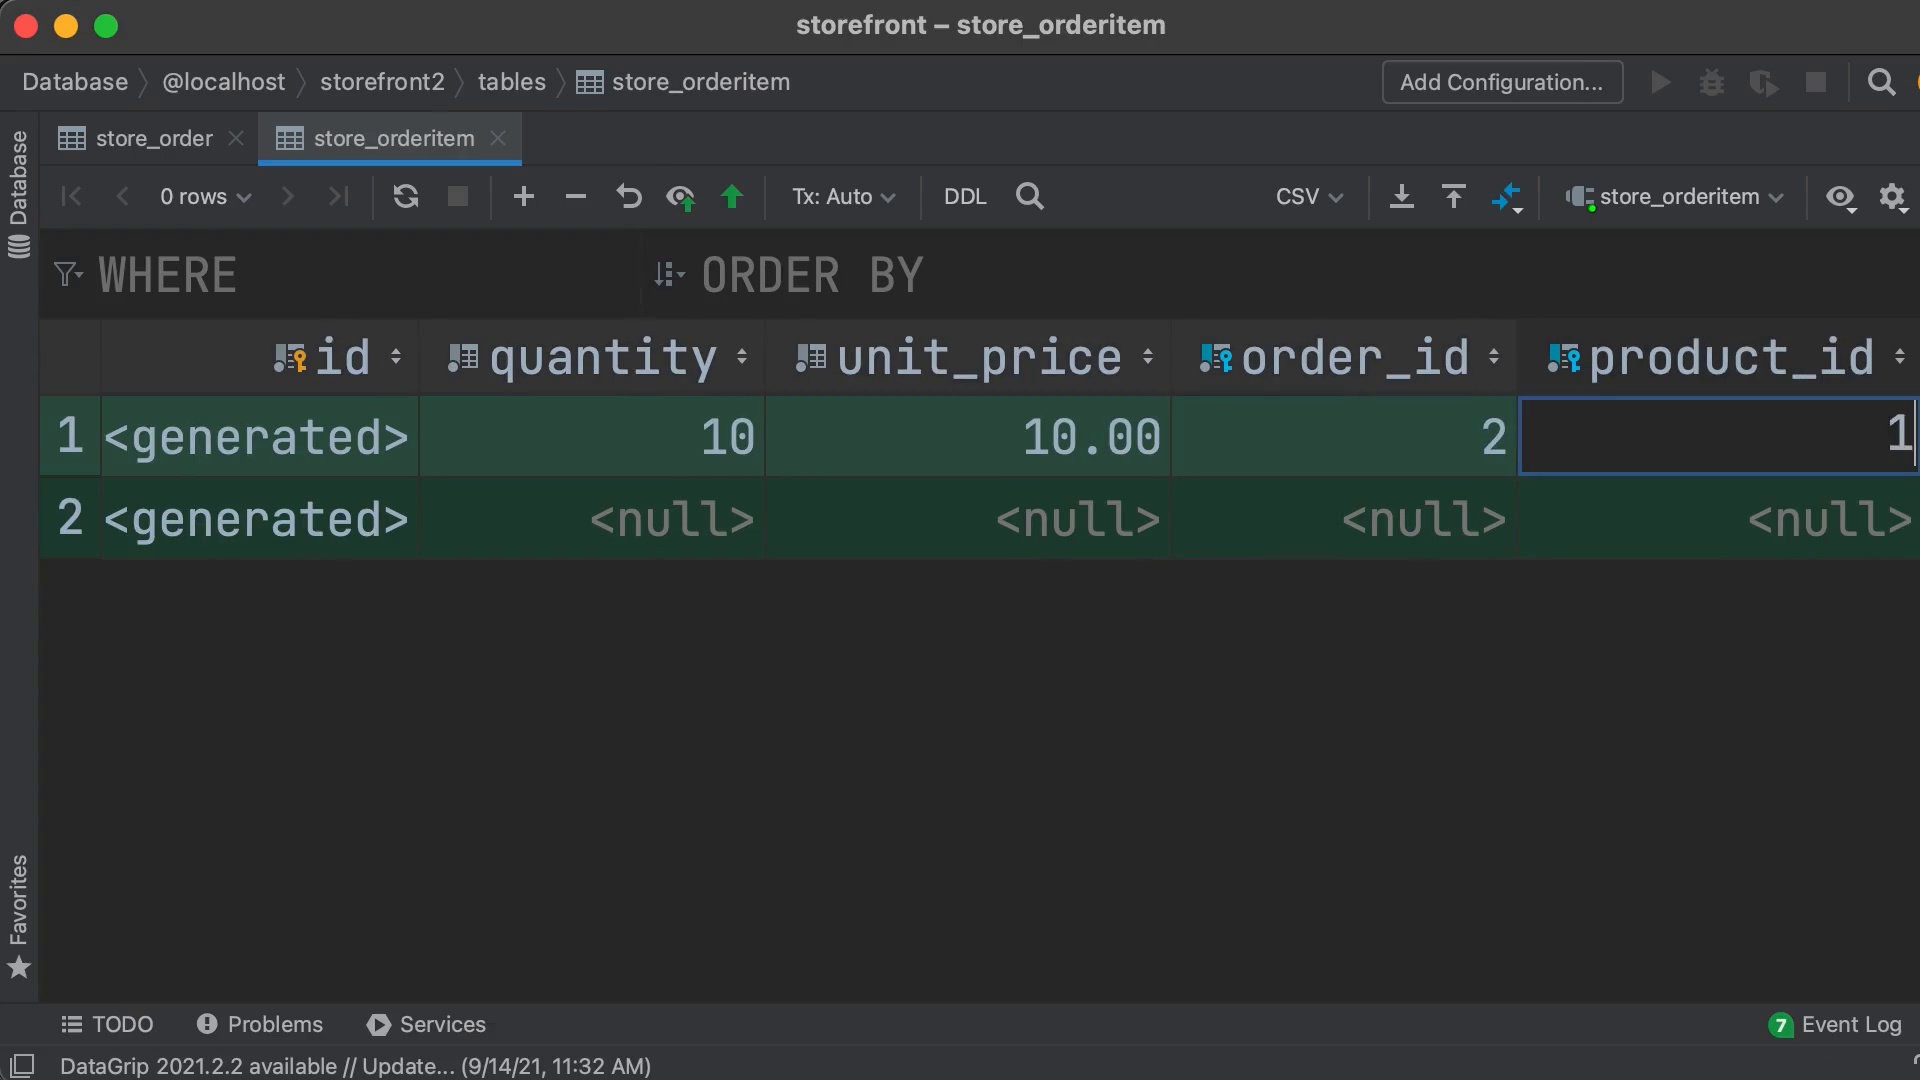 storefront – store_orderitem
Database @localhost storefront2 tables store_orderitem Add Configuration...
Database
store_order store_orderitem
0 rows Tx: Auto DDL CSV store_orderitem
WHERE ORDER BY
id quantity unit_price order_id product_id
1 <generated> 10 10.00 2 1
2 <generated> <null> <null> <null> <null>
Favorites
TODO Problems Services 7 Event Log
DataGrip 2021.2.2 available // Update... (9/14/21, 11:32 AM)